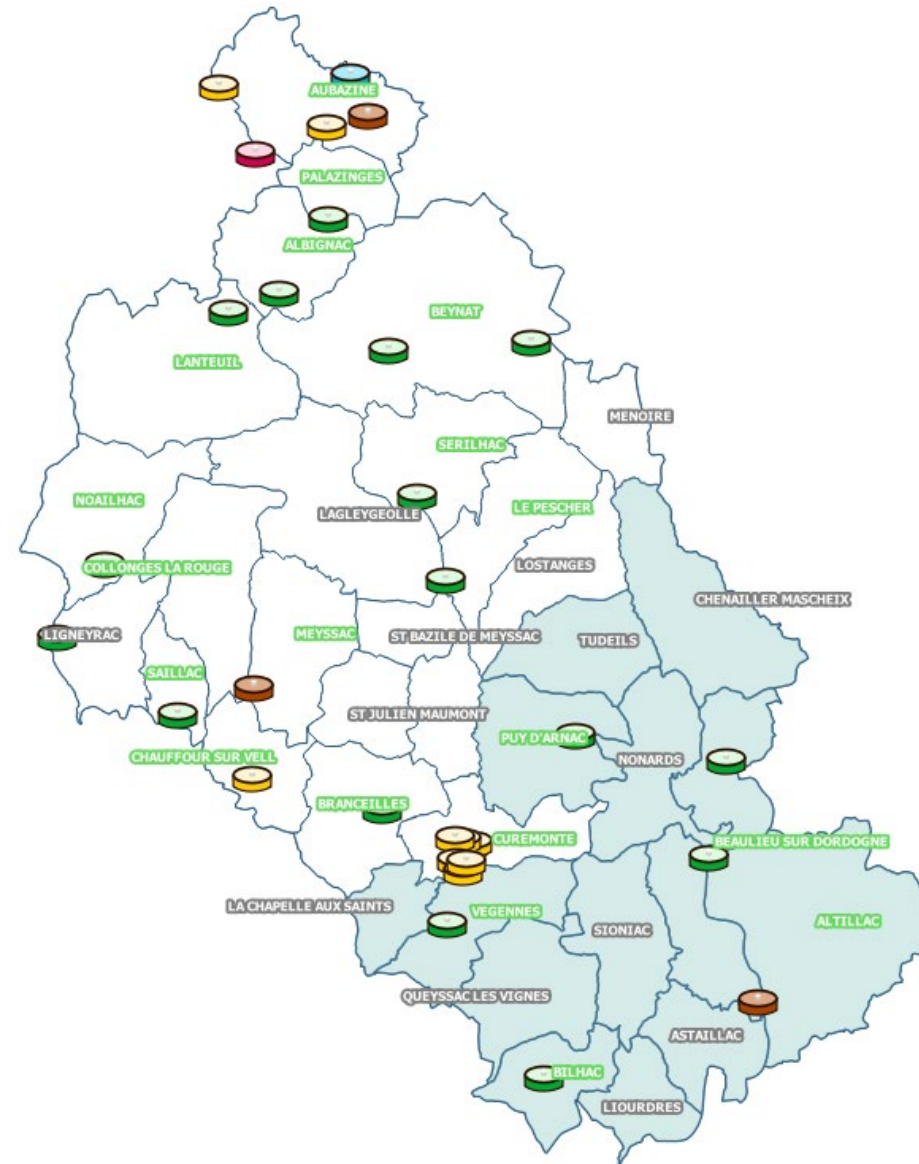 AUBAZINE
PALAZINGES
ALBIGNAC
BEYNAT
LANTEUIL
MENOIRE
SERILHAC
NOAILHAC
LE PESCHER
LAGLEYGEOLLE
LOSTANGES
COLLONGES LA ROUGE
CHENAILLER MASCHEIX
LIGNEYRAC
MEYSSAC
ST BAZILE DE MEYSSAC
TUDEILS
SAILLAC
ST JULIEN MAUMONT
PUY D'ARNAC
CHAUFFOUR SUR VELL
NONARDS
BRANCEILLES
CUREMONTE
BEAULIEU SUR DORDOGNE
LA CHAPELLE AUX SAINTS
VEGENNES
ALTILLAC
SIONIAC
QUEYSSAC LES VIGNES
ASTAILLAC
BILHAC
LIOURDRES